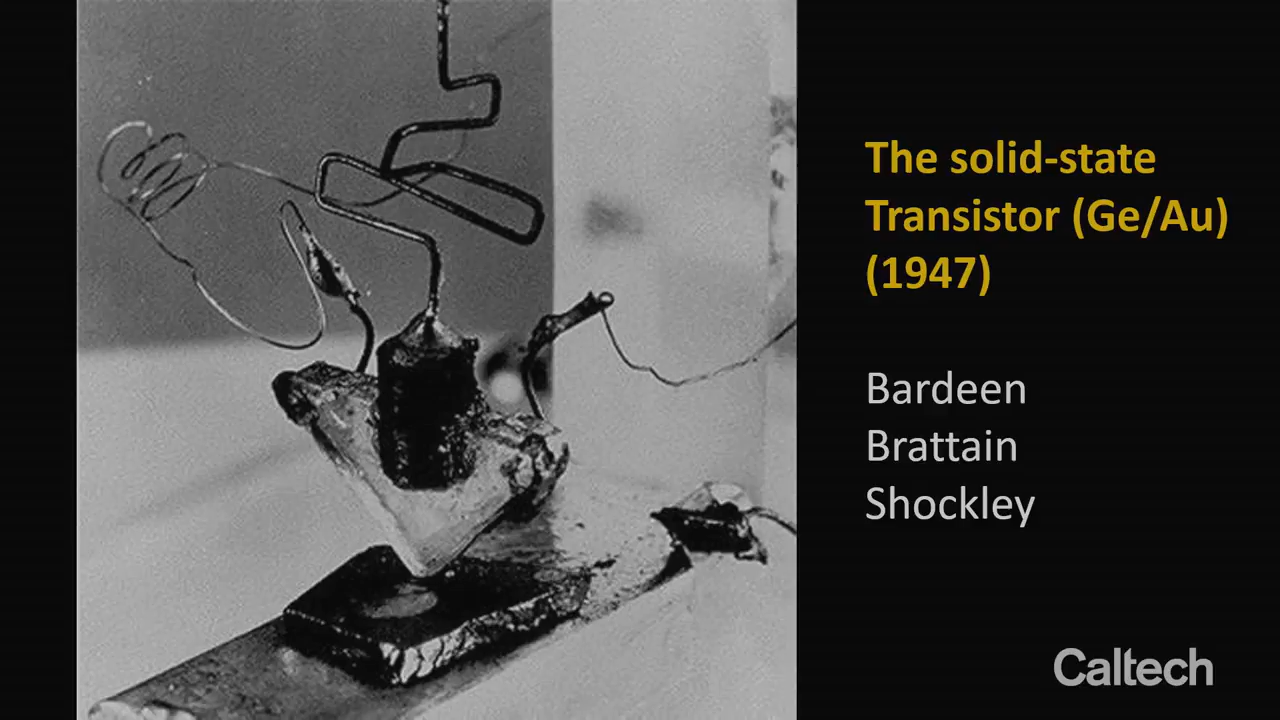 The solid-state
Transistor (Ge/Au)
(1947)
Bardeen
Brattain
Shockley
Caltech